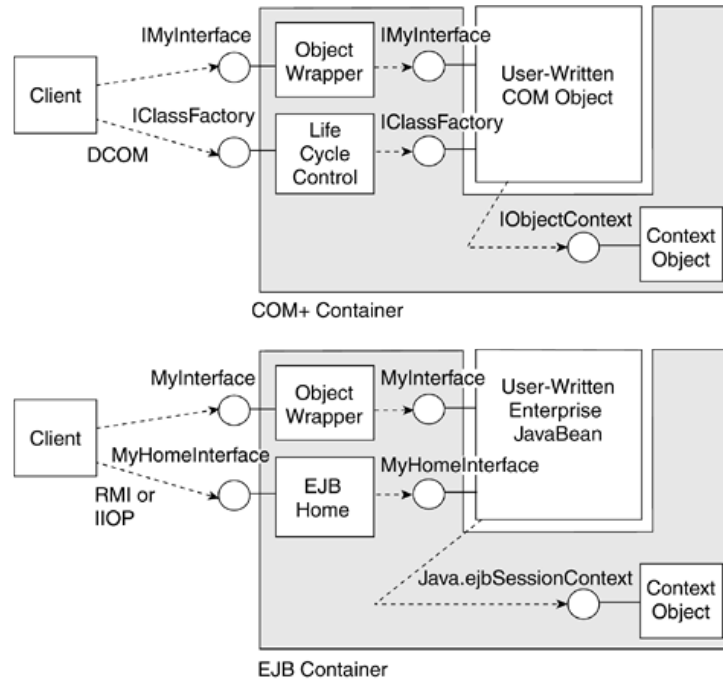 IMyInterface
Object
Wrapper
IMyInterface
User-Written
COM Object
Client
IClassFactory
Life
Cycle
Control
IClassFactory
DCOM
IObjectContext
Context
Object
COM+ Container
MyInterface
Object
Wrapper
MyInterface
User-Written
Enterprise
JavaBean
Client
MyHomeInterface
EJB
Home
MyHomeInterface
RMI or
IIOP
Java.ejbSessionContext
Context
Object
EJB Container